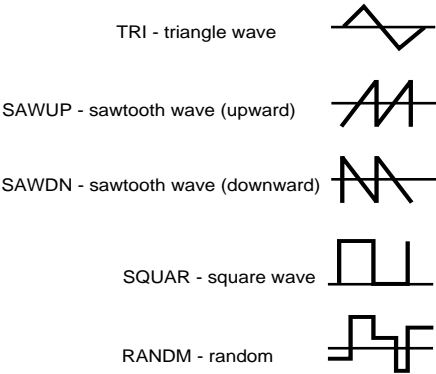 TRI - triangle wave
SAWUP - sawtooth wave (upward)
SAWDN - sawtooth wave (downward)
SQUAR - square wave
RANDM - random